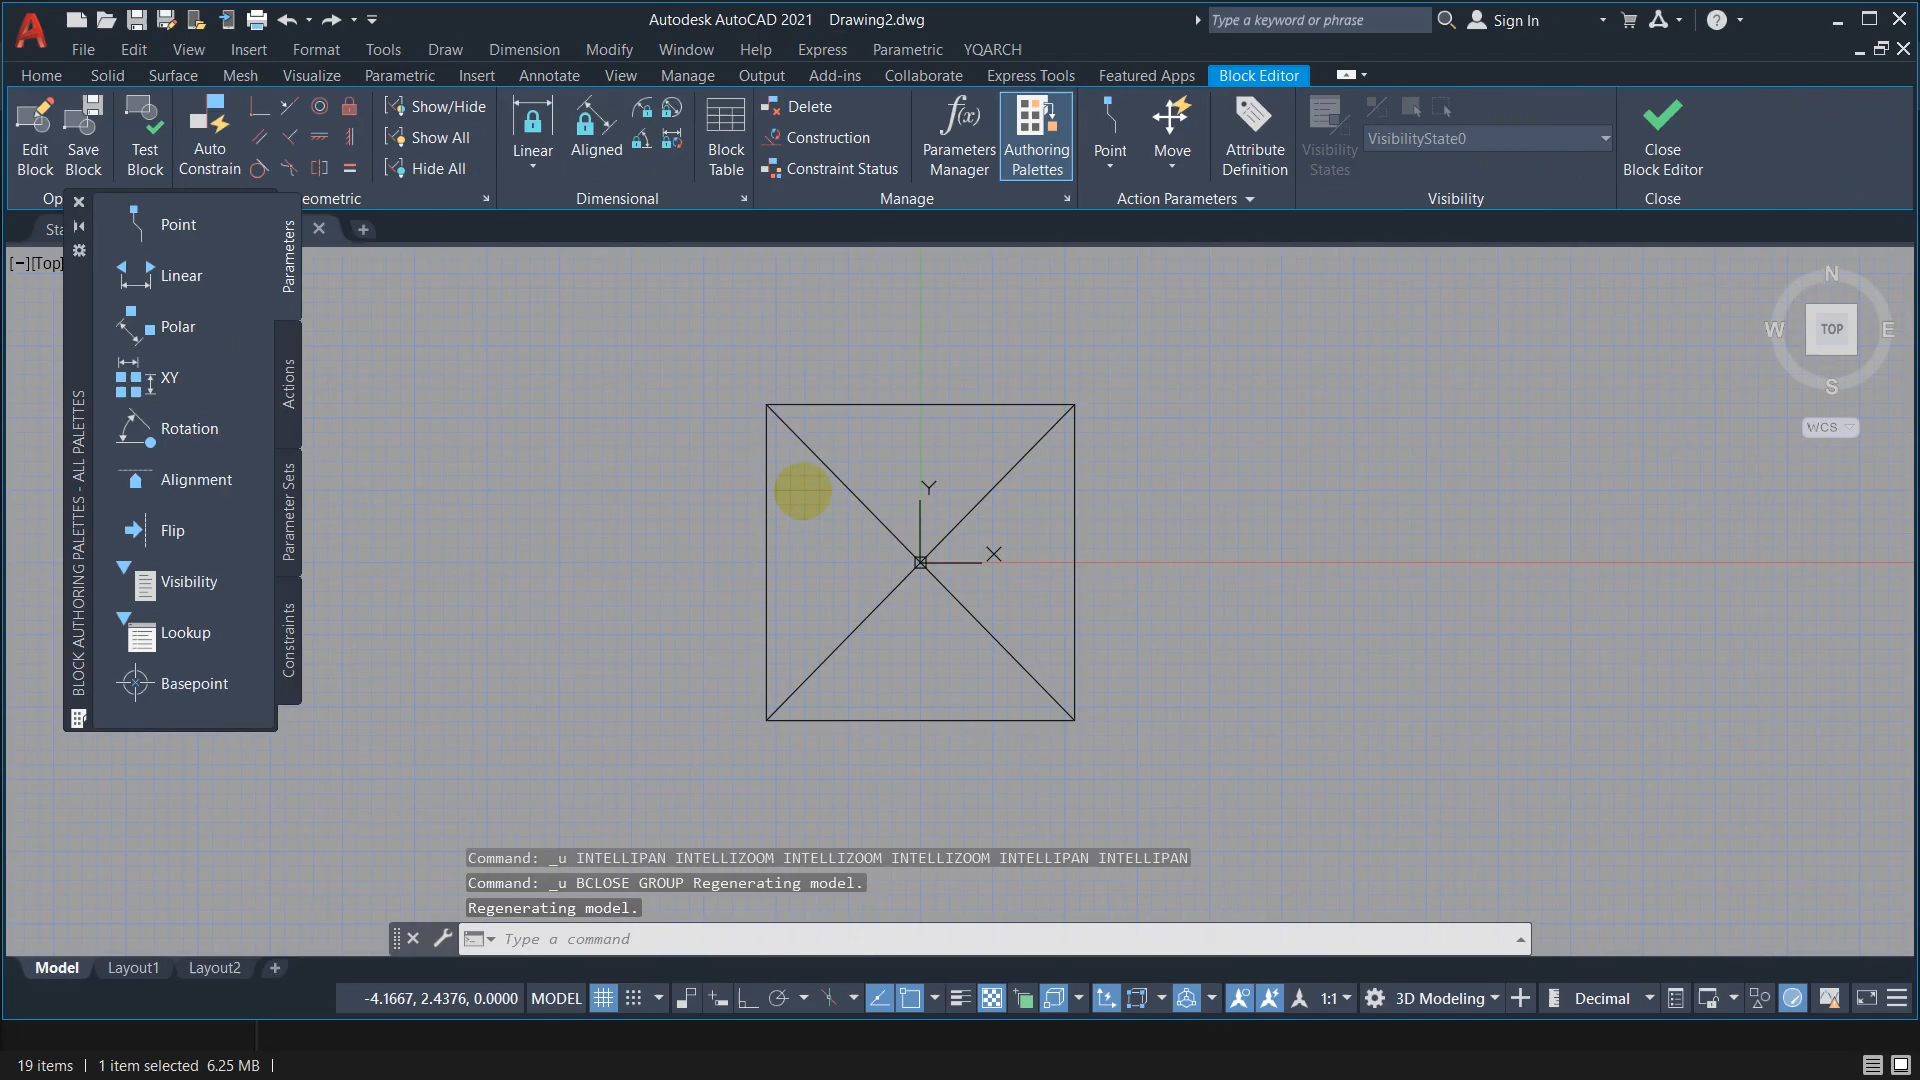 Autodesk AutoCAD 2021 Drawing2.dwg
Type a keyword or phrase
Sign In
File Edit View Insert Format Tools Draw Dimension Modify Window Help Express Parametric YQARCH
Home Solid Surface Mesh Visualize Parametric Insert Annotate View Manage Output Add-ins Collaborate Express Tools Featured Apps Block Editor
Edit Block
Save Block
Test Block
Auto Constrain
Show/Hide
Show All
Hide All
Linear
Aligned
Block Table
Delete
Construction
Constraint Status
f(x)
Parameters Manager
Authoring Palettes
Point
Move
Attribute Definition
Visibility States
VisibilityState0
Close Block Editor
Op
eometric
Dimensional
Manage
Action Parameters
Visibility
Close
Sta
[−][Top]
Point
Linear
Polar
XY
Rotation
Alignment
Flip
Visibility
Lookup
Basepoint
Parameters
Actions
Parameter Sets
Constraints
BLOCK AUTHORING PALETTES - ALL PALETTES
Y
X
N
W
TOP
E
S
WCS
Command: _u INTELLIPAN INTELLIZOOM INTELLIZOOM INTELLIZOOM INTELLIPAN INTELLIPAN
Command: _u BCLOSE GROUP Regenerating model.
Regenerating model.
Type a command
Model Layout1 Layout2
-4.1667, 2.4376, 0.0000 MODEL
1:1
3D Modeling
Decimal
19 items 1 item selected 6.25 MB